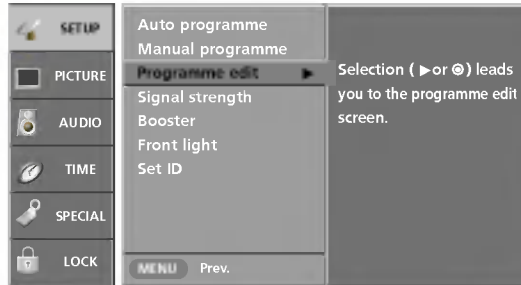 SETUP
PICTURE
AUDIO
TIME
SPECIAL
LOCK
Auto programme
Manual programme
Programme edit ▶
Signal strength
Booster
Front light
Set ID
MENU Prev.
Selection ( ▶or ◉) leads
you to the programme edit
screen.